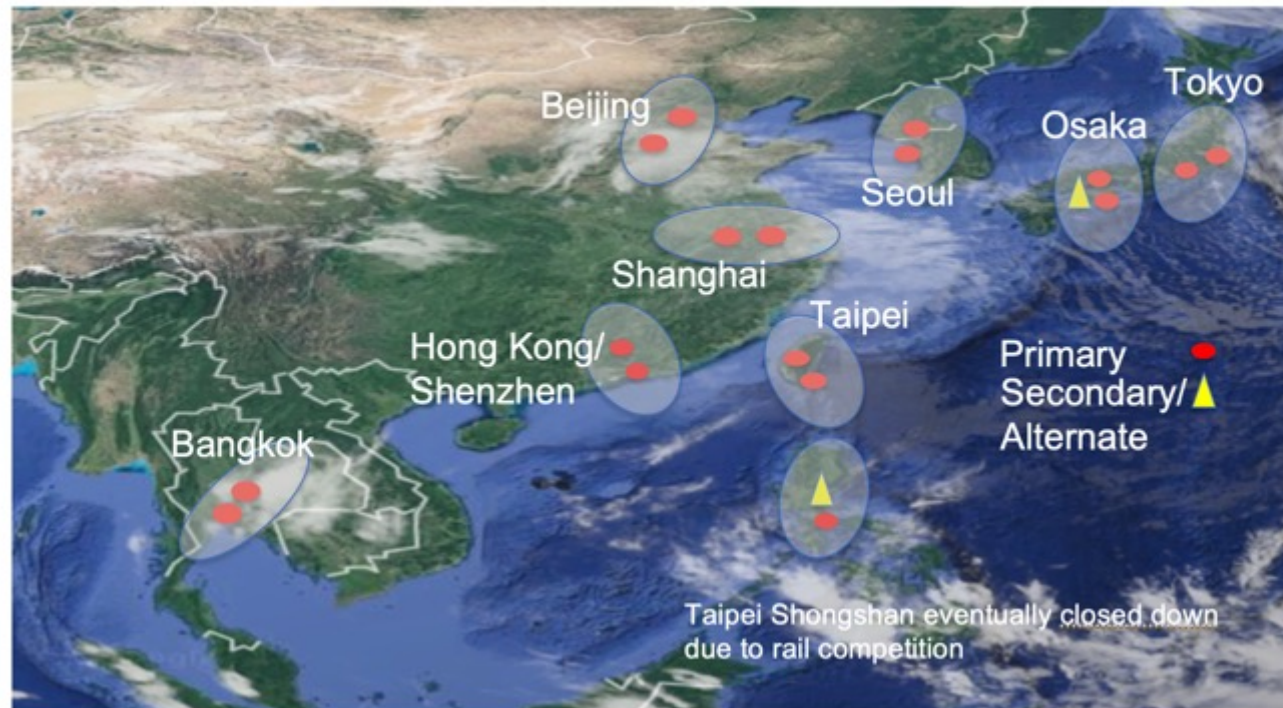 Tokyo
Beijing
Osaka
Seoul
Shanghai
Taipei
Hong Kong/
Shenzhen
Primary
Secondary/
Alternate
Bangkok
Taipei Shongshan eventually closed down
due to rail competition